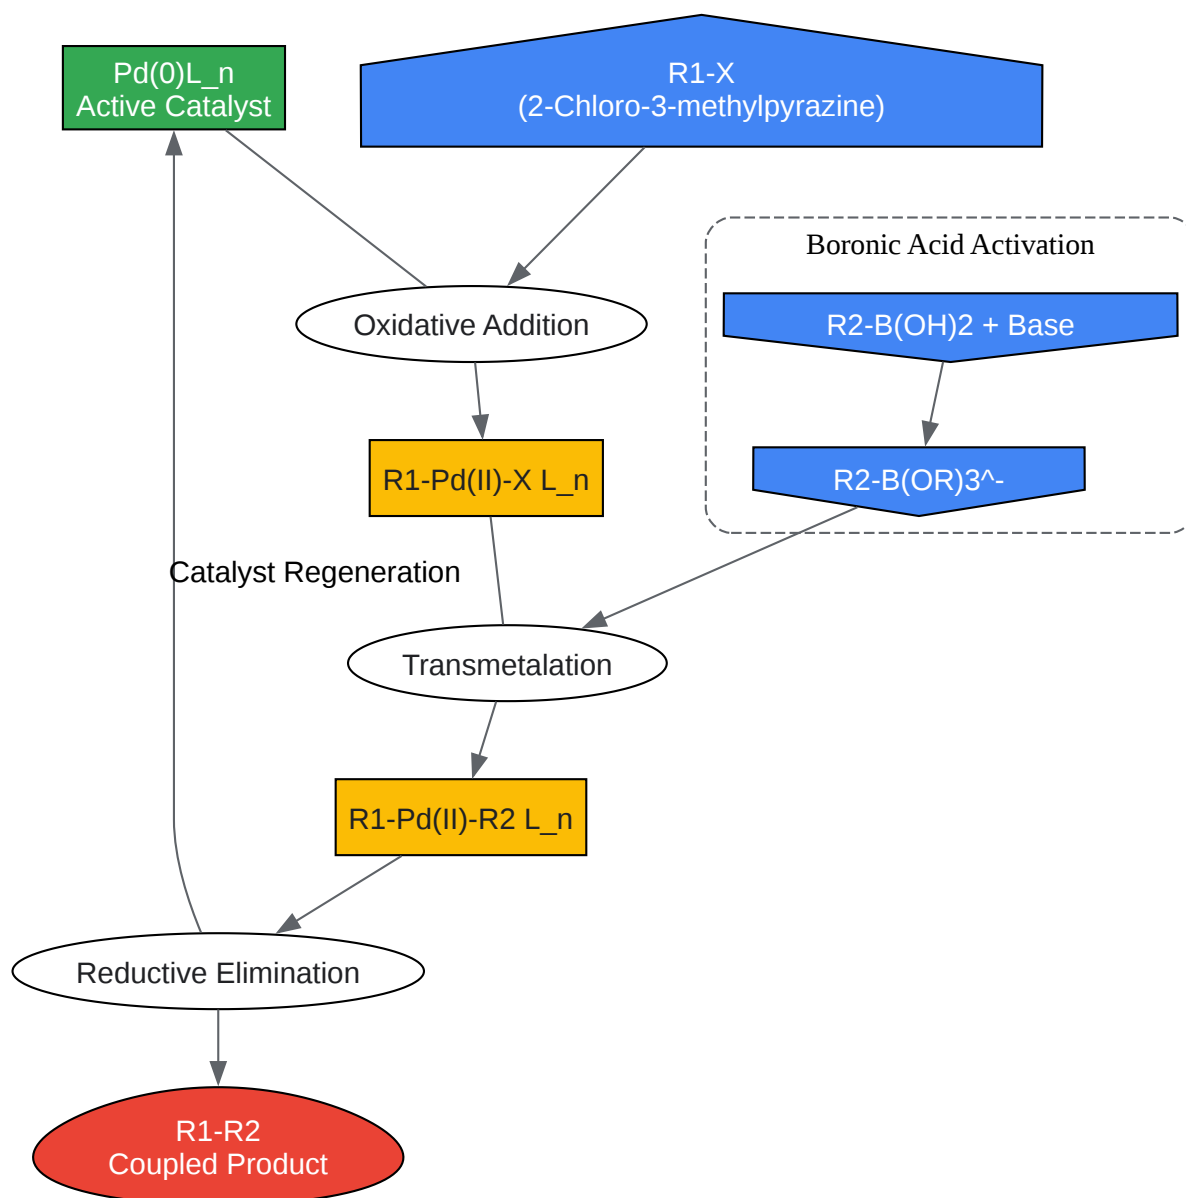 Pd(0)L_n
Active Catalyst
R1-X
(2-Chloro-3-methylpyrazine)
Boronic Acid Activation
R2-B(OH)2 + Base
Oxidative Addition
R1-Pd(II)-X L_n
R2-B(OR)3^-
Catalyst Regeneration
Transmetalation
R1-Pd(II)-R2 L_n
Reductive Elimination
R1-R2
Coupled Product